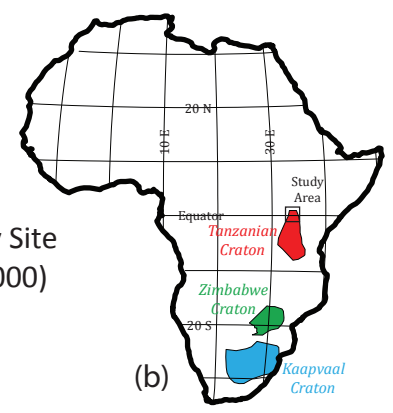 20 N
10 E
30 E
Study
Area
Equator
Tanzanian
Craton
Site
000)
Zimbabwe
Craton
20 S
(b)
Kaapvaal
Craton